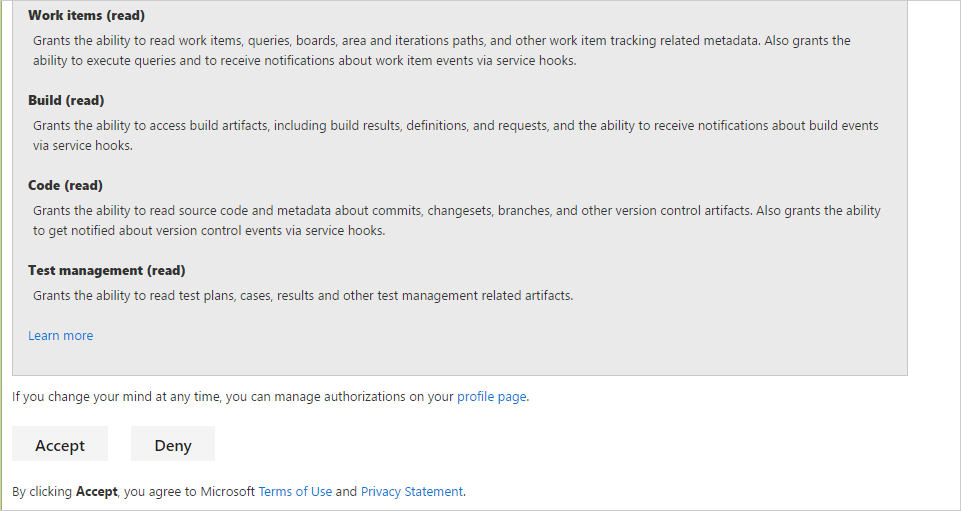 Work items (read)
Grants the ability to read work items, queries, boards, area and iterations paths, and other work item tracking related metadata. Also grants the
ability to execute queries and to receive notifications about work item events via service hooks.
Build (read)
Grants the ability to access build artifacts, including build results, definitions, and requests, and the ability to receive notifications about build events
via service hooks.
Code (read)
Grants the ability to read source code and metadata about commits, changesets, branches, and other version control artifacts. Also grants the ability
to get notified about version control events via service hooks.
Test management (read)
Grants the ability to read test plans, cases, results and other test management related artifacts.
Learn more
If you change your mind at any time, you can manage authorizations on your profile page.
Accept Deny
By clicking Accept, you agree to Microsoft Terms of Use and Privacy Statement.